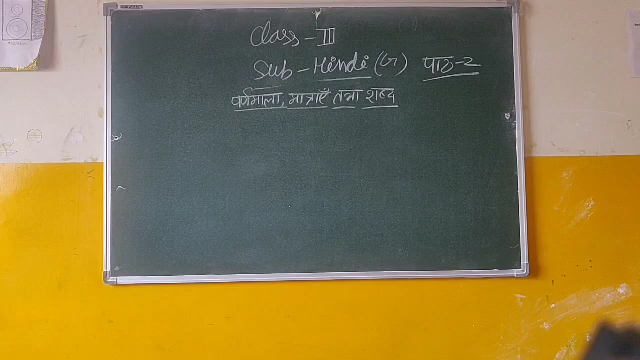 Class - III
Sub - Hindi (G) पाठ-2
वर्णमाला, मात्राएँ तथा शब्द